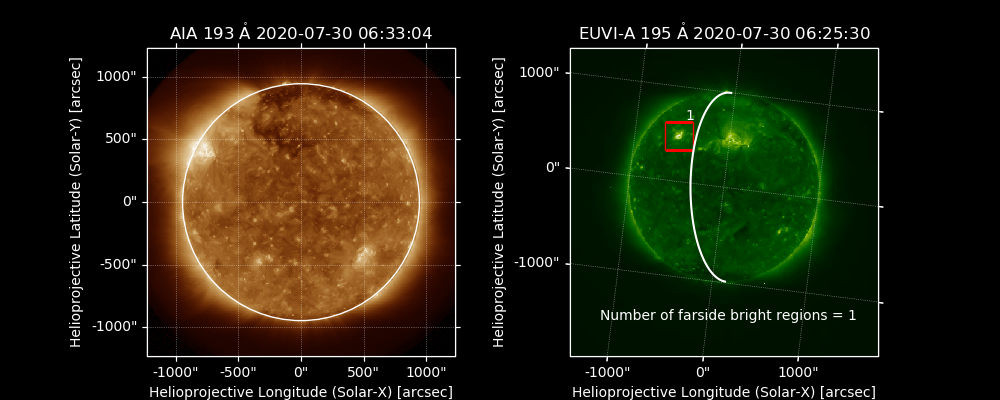 AIA 193 Å 2020-07-30 06:33:04
1000"
500"
0"
-500"
-1000"
-1000"
-500"
0"
500"
1000"
Helioprojective Longitude (Solar-X) [arcsec]
Helioprojective Latitude (Solar-Y) [arcsec]
EUVI-A 195 Å 2020-07-30 06:25:30
1000"
0"
-1000"
1
Number of farside bright regions = 1
-1000"
0"
1000"
Helioprojective Longitude (Solar-X) [arcsec]
Helioprojective Latitude (Solar-Y) [arcsec]